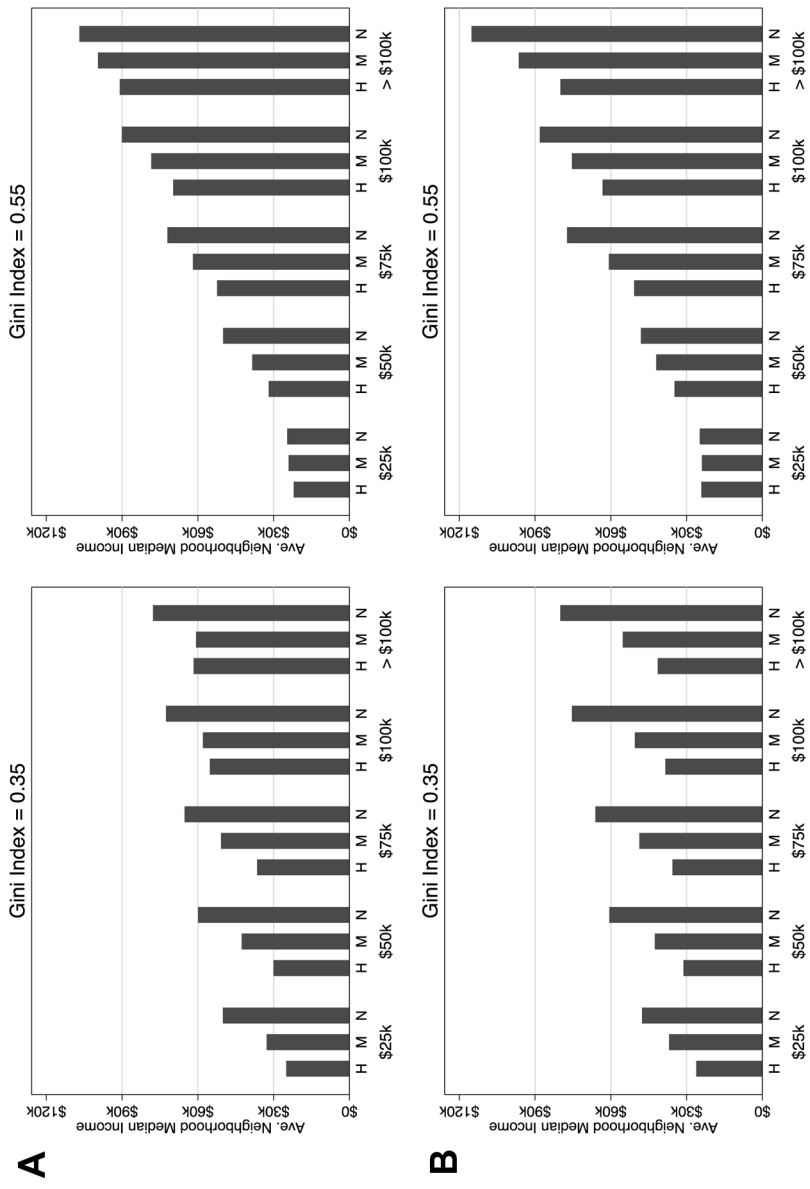 A
Gini Index = 0.35
Ave. Neighborhood Median Income
$120k
$90k
$60k
$30k
$0
H M N H M N H M N H M N H M N
$25k $50k $75k $100k > $100k
Gini Index = 0.55
Ave. Neighborhood Median Income
$120k
$90k
$60k
$30k
$0
H M N H M N H M N H M N H M N
$25k $50k $75k $100k > $100k
B
Gini Index = 0.35
Ave. Neighborhood Median Income
$120k
$90k
$60k
$30k
$0
H M N H M N H M N H M N H M N
$25k $50k $75k $100k > $100k
Gini Index = 0.55
Ave. Neighborhood Median Income
$120k
$90k
$60k
$30k
$0
H M N H M N H M N H M N H M N
$25k $50k $75k $100k > $100k